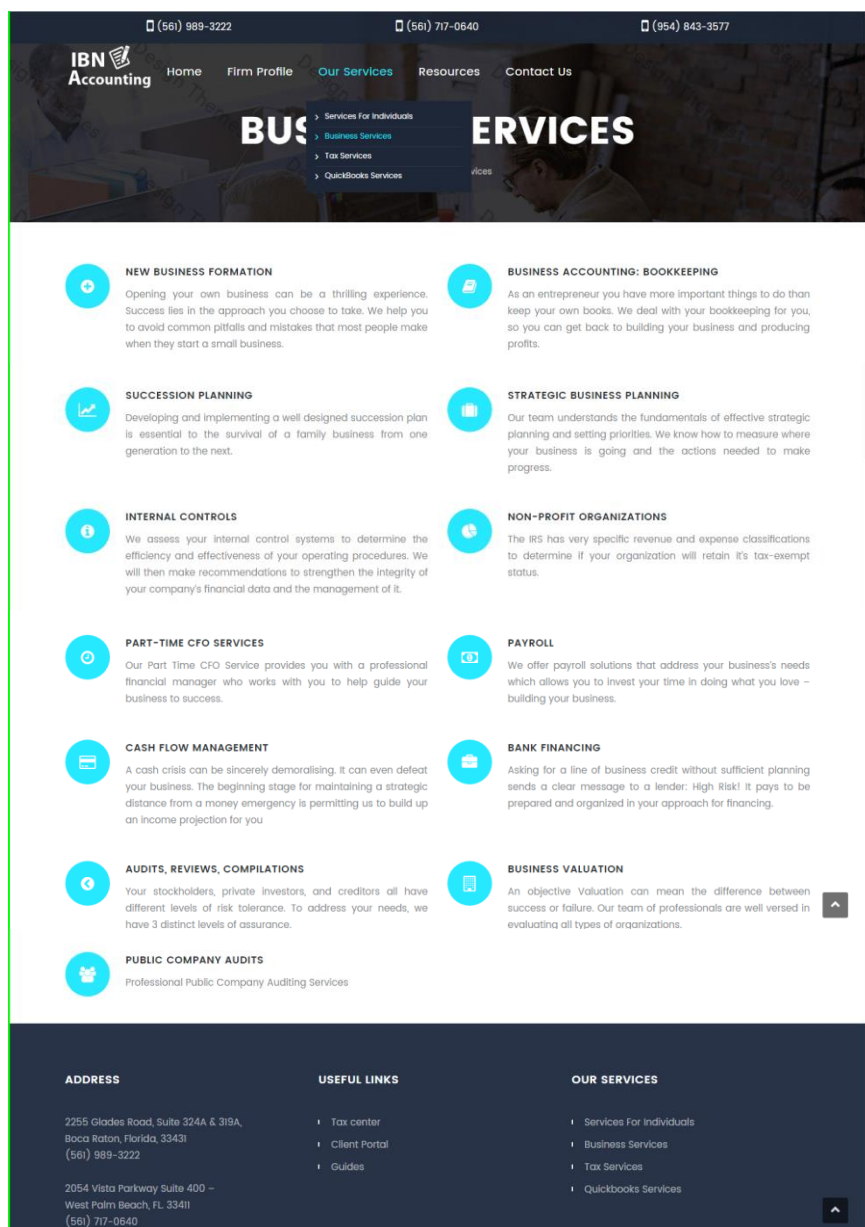 (561) 989-3222
(561) 717-0640
(954) 843-3577
IBN
Accounting
Home
Firm Profile
Our Services
Resources
Contact Us
Services For Individuals
Business Services
Tax Services
QuickBooks Services
BUS ERVICES
vices
NEW BUSINESS FORMATION
Opening your own business can be a thrilling experience.
Success lies in the approach you choose to take. We help you
to avoid common pitfalls and mistakes that most people make
when they start a small business.
BUSINESS ACCOUNTING: BOOKKEEPING
As an entrepreneur you have more important things to do than
keep your own books. We deal with your bookkeeping for you,
so you can get back to building your business and producing
profits.
SUCCESSION PLANNING
Developing and implementing a well designed succession plan
is essential to the survival of a family business from one
generation to the next.
STRATEGIC BUSINESS PLANNING
Our team understands the fundamentals of effective strategic
planning and setting priorities. We know how to measure where
your business is going and the actions needed to make
progress.
INTERNAL CONTROLS
We assess your internal control systems to determine the
efficiency and effectiveness of your operating procedures. We
will then make recommendations to strengthen the integrity of
your company's financial data and the management of it.
NON-PROFIT ORGANIZATIONS
The IRS has very specific revenue and expense classifications
to determine if your organization will retain it's tax-exempt
status.
PART-TIME CFO SERVICES
Our Part Time CFO Service provides you with a professional
financial manager who works with you to help guide your
business to success.
PAYROLL
We offer payroll solutions that address your business's needs
which allows you to invest your time in doing what you love –
building your business.
CASH FLOW MANAGEMENT
A cash crisis can be sincerely demoralising. It can even defeat
your business. The beginning stage for maintaining a strategic
distance from a money emergency is permitting us to build up
an income projection for you
BANK FINANCING
Asking for a line of business credit without sufficient planning
sends a clear message to a lender: High Risk! It pays to be
prepared and organized in your approach for financing.
AUDITS, REVIEWS, COMPILATIONS
Your stockholders, private investors, and creditors all have
different levels of risk tolerance. To address your needs, we
have 3 distinct levels of assurance.
BUSINESS VALUATION
An objective Valuation can mean the difference between
success or failure. Our team of professionals are well versed in
evaluating all types of organizations.
PUBLIC COMPANY AUDITS
Professional Public Company Auditing Services
ADDRESS
2255 Glades Road, Suite 324A & 319A,
Boca Raton, Florida, 33431
(561) 989-3222
2054 Vista Parkway Suite 400 –
West Palm Beach, FL. 33411
(561) 717-0640
USEFUL LINKS
Tax center
Client Portal
Guides
OUR SERVICES
Services For Individuals
Business Services
Tax Services
Quickbooks Services